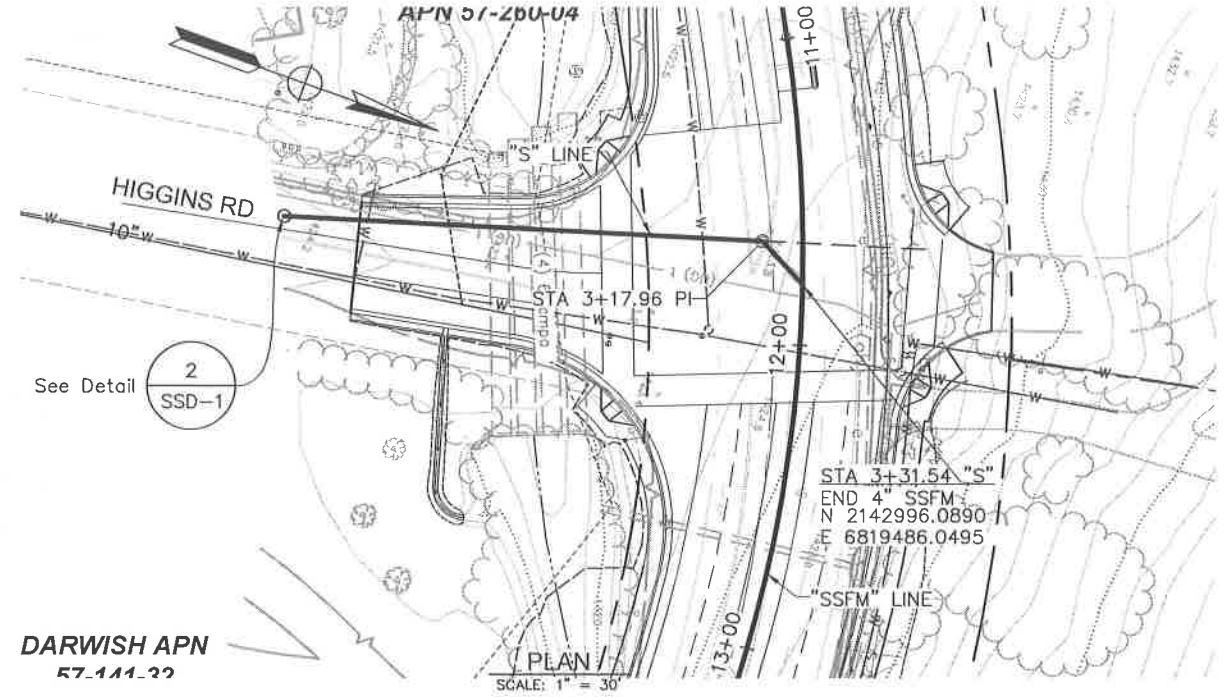 APN 57-260-04
11+00
"S" LINE
HIGGINS RD
10" W
STA 3+17.96 PI
12+00
See Detail
2
SSD-1
STA 3+31.54 "S"
END 4" SSFM
N 2142996.0890
E 6819486.0495
"SSFM" LINE
13+00
DARWISH APN
57-141-32
PLAN
SCALE: 1" = 30'